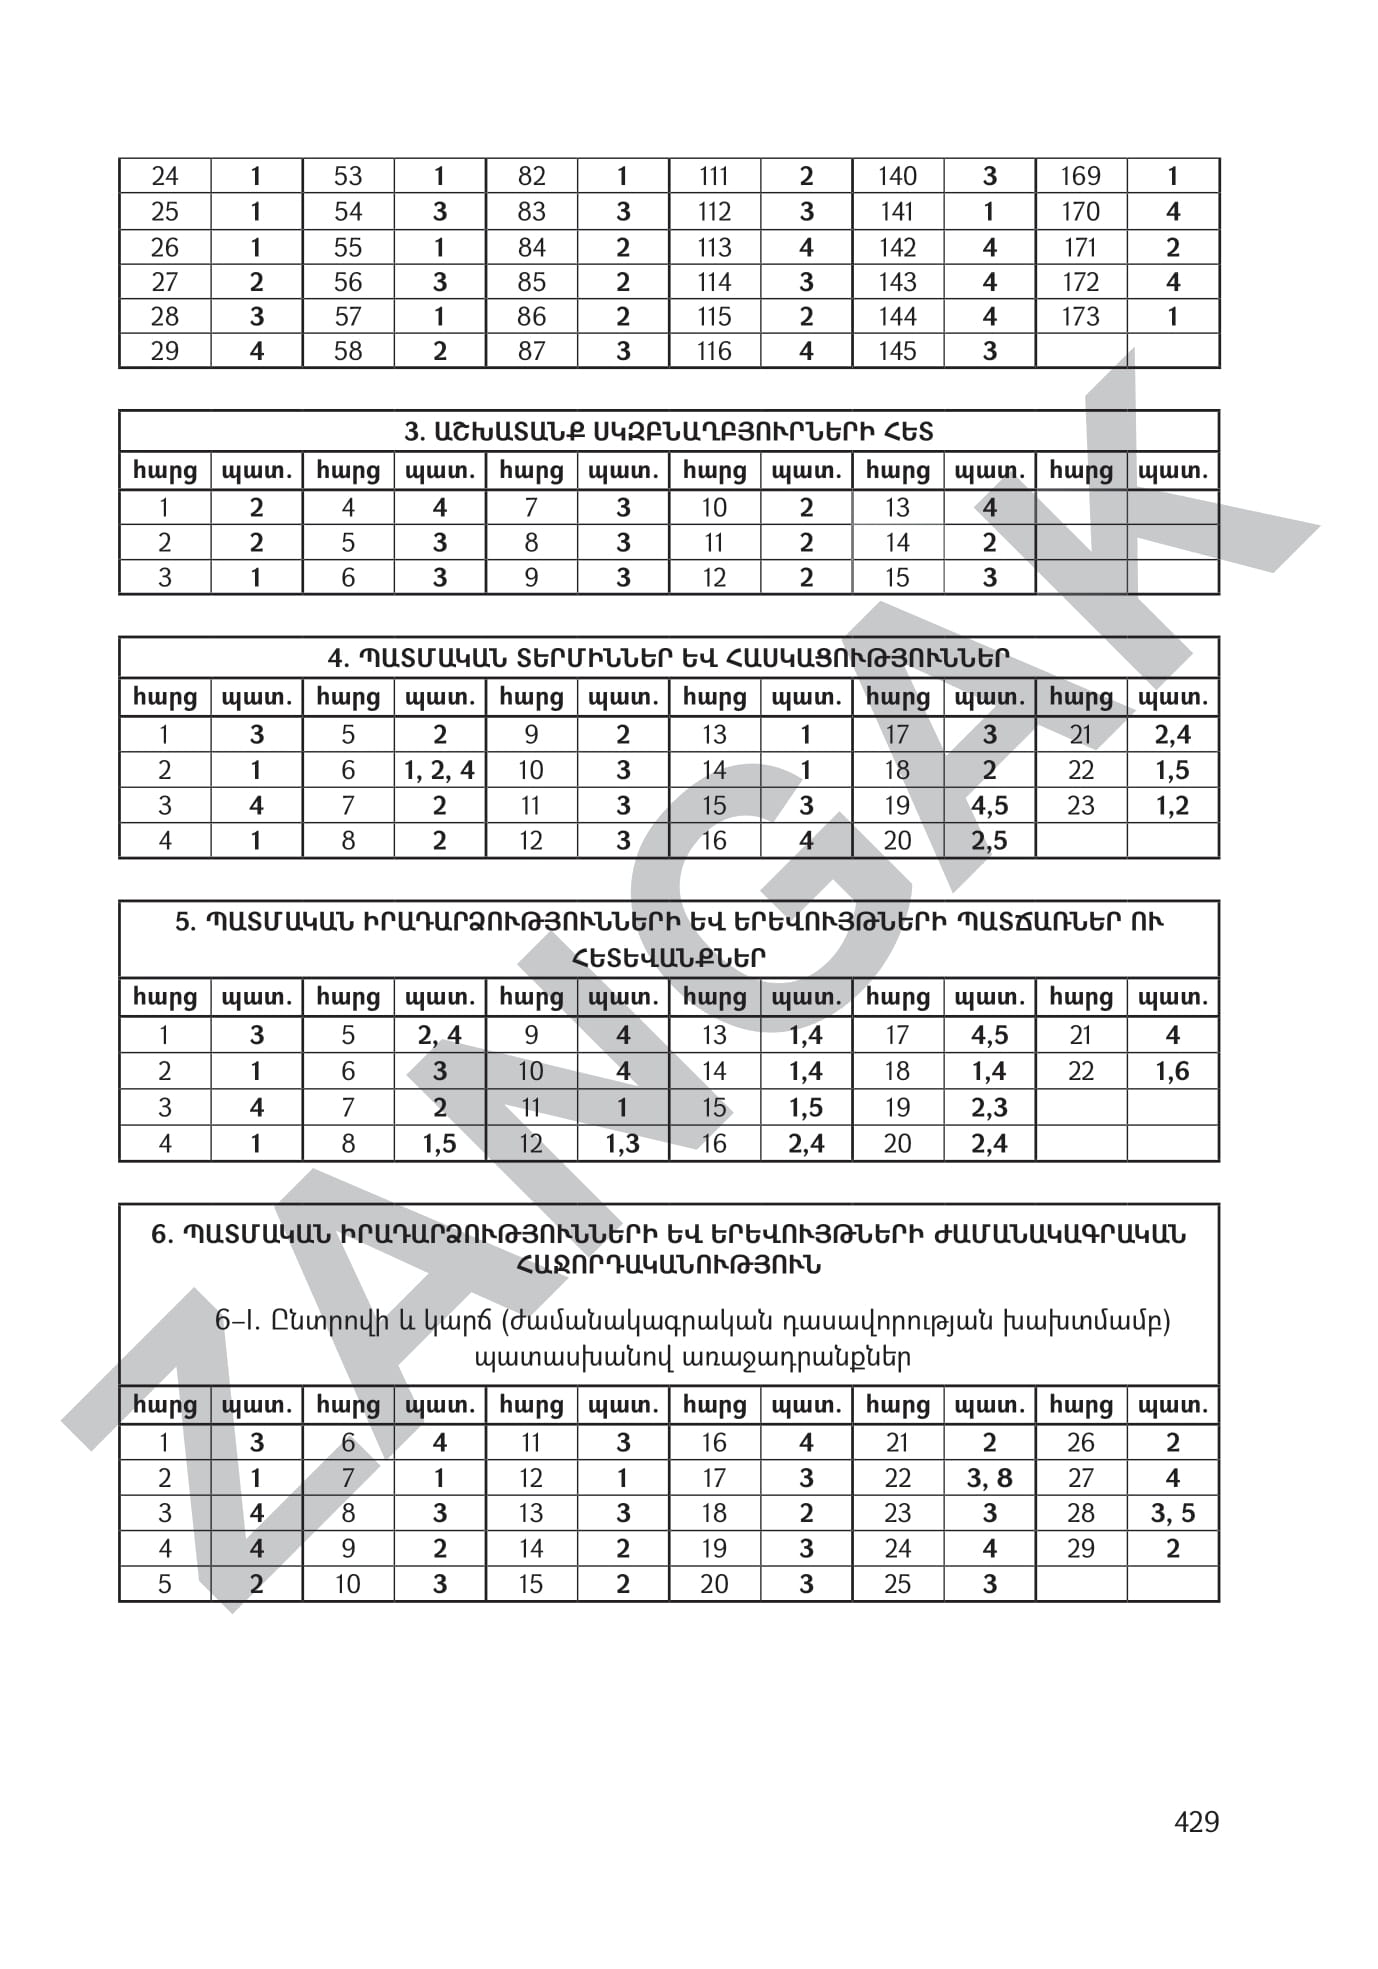 24 1 53 1 82 1 111 2 140 3 169 1
25 1 54 3 83 3 112 3 141 1 170 4
26 1 55 1 84 2 113 4 142 4 171 2
27 2 56 3 85 2 114 3 143 4 172 4
28 3 57 1 86 2 115 2 144 4 173 1
29 4 58 2 87 3 116 4 145 3
3. ԱՇԽԱՏԱՆՔ ՍԿԶԲՆԱՂԲՅՈՒՐՆԵՐԻ ՀԵՏ
հարց պատ. հարց պատ. հարց պատ. հարց պատ. հարց պատ. հարց պատ.
1 2 4 4 7 3 10 2 13 4
2 2 5 3 8 3 11 2 14 2
3 1 6 3 9 3 12 2 15 3
4. ՊԱՏՄԱԿԱՆ ՏԵՐՄԻՆՆԵՐ ԵՎ ՀԱՍԿԱՑՈՒԹՅՈՒՆՆԵՐ
հարց պատ. հարց պատ. հարց պատ. հարց պատ. հարց պատ. հարց պատ.
1 3 5 2 9 2 13 1 17 3 21 2,4
2 1 6 1, 2, 4 10 3 14 1 18 2 22 1,5
3 4 7 2 11 3 15 3 19 4,5 23 1,2
4 1 8 2 12 3 16 4 20 2,5
5. ՊԱՏՄԱԿԱՆ ԻՐԱԴԱՐՁՈՒԹՅՈՒՆՆԵՐԻ ԵՎ ԵՐԵՎՈՒՅԹՆԵՐԻ ՊԱՏՃԱՌՆԵՐ ՈՒ
ՀԵՏԵՎԱՆՔՆԵՐ
հարց պատ. հարց պատ. հարց պատ. հարց պատ. հարց պատ. հարց պատ.
1 3 5 2, 4 9 4 13 1,4 17 4,5 21 4
2 1 6 3 10 4 14 1,4 18 1,4 22 1,6
3 4 7 2 11 1 15 1,5 19 2,3
4 1 8 1,5 12 1,3 16 2,4 20 2,4
6. ՊԱՏՄԱԿԱՆ ԻՐԱԴԱՐՁՈՒԹՅՈՒՆՆԵՐԻ ԵՎ ԵՐԵՎՈՒՅԹՆԵՐԻ ԺԱՄԱՆԱԿԱԳՐԱԿԱՆ
ՀԱՋՈՐԴԱԿԱՆՈՒԹՅՈՒՆ
6–I. Ընտրովի և կարճ (ժամանակագրական դասավորության խախտմամբ)
պատասխանով առաջադրանքներ
հարց պատ. հարց պատ. հարց պատ. հարց պատ. հարց պատ. հարց պատ.
1 3 6 4 11 3 16 4 21 2 26 2
2 1 7 1 12 1 17 3 22 3, 8 27 4
3 4 8 3 13 3 18 2 23 3 28 3, 5
4 4 9 2 14 2 19 3 24 4 29 2
5 2 10 3 15 2 20 3 25 3
429
ZANGAK